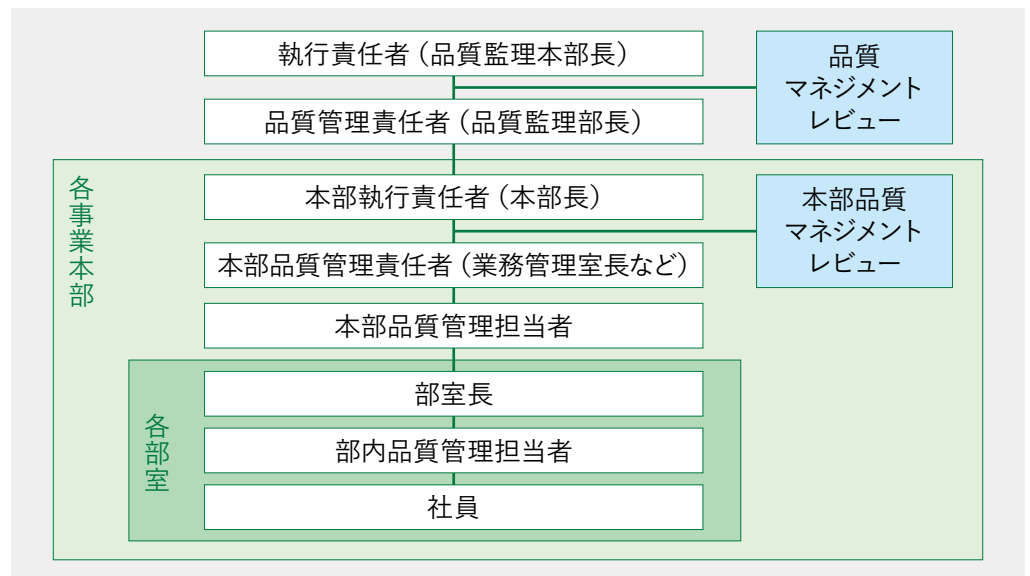 執行責任者（品質監理本部長）
品質
マネジメント
レビュー
品質管理責任者（品質監理部長）
各事業本部
本部執行責任者（本部長）
本部品質
マネジメント
レビュー
本部品質管理責任者（業務管理室長など）
本部品質管理担当者
各部室
部室長
部内品質管理担当者
社員